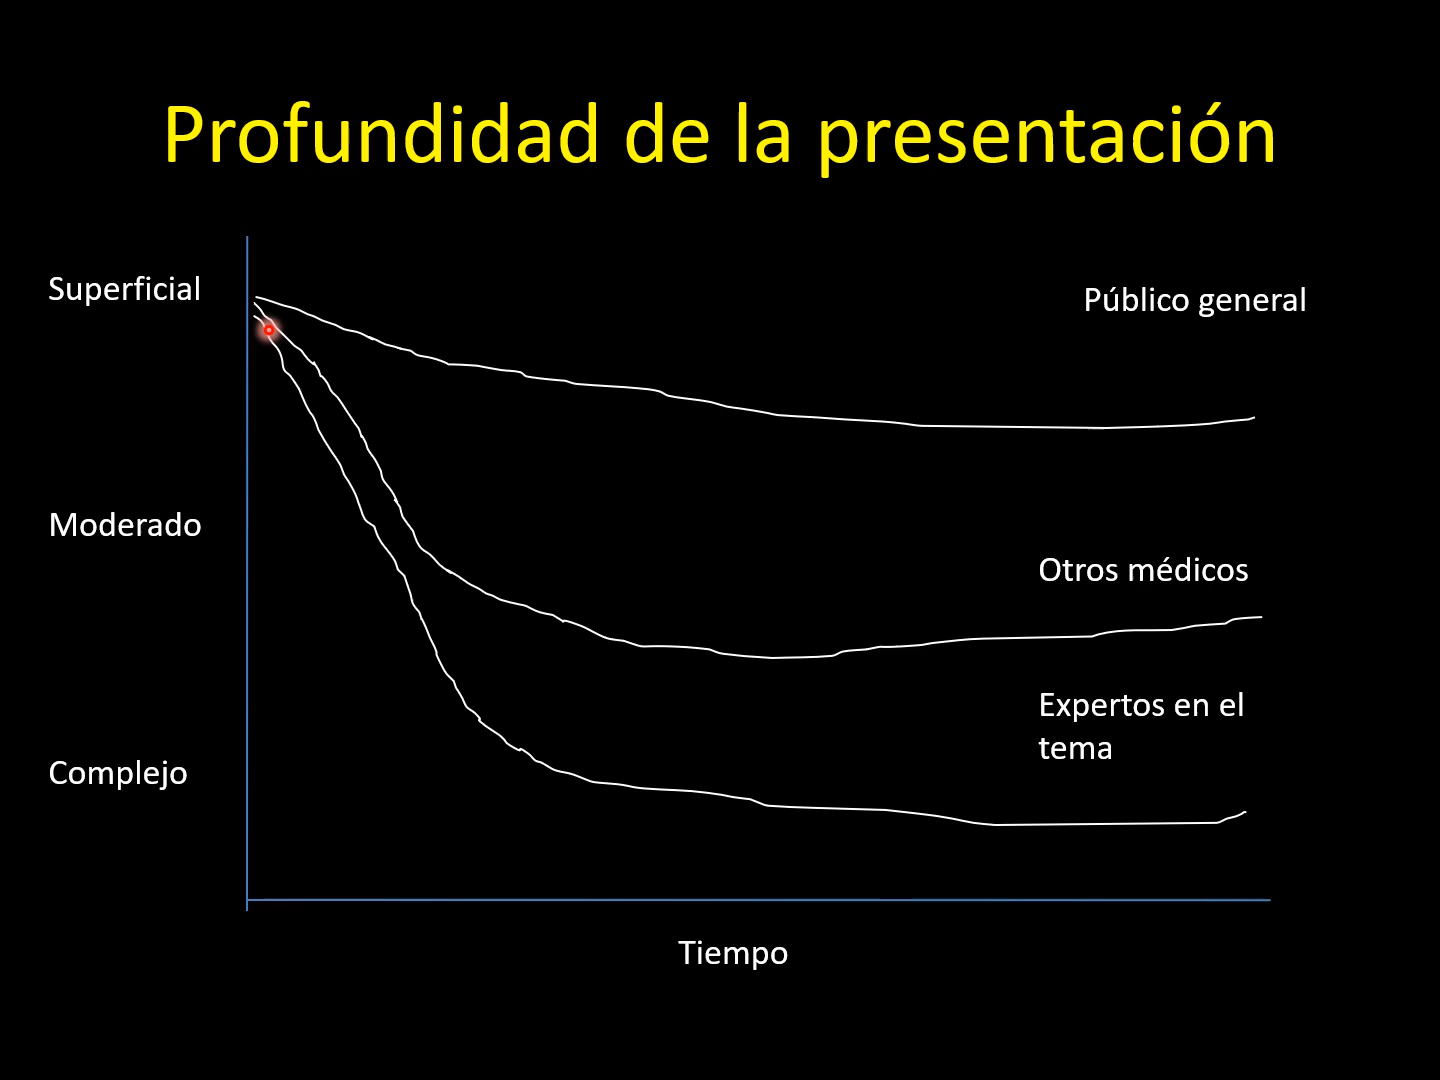 Profundidad de la presentación
Superficial
Público general
Moderado
Otros médicos
Expertos en el
tema
Complejo
Tiempo